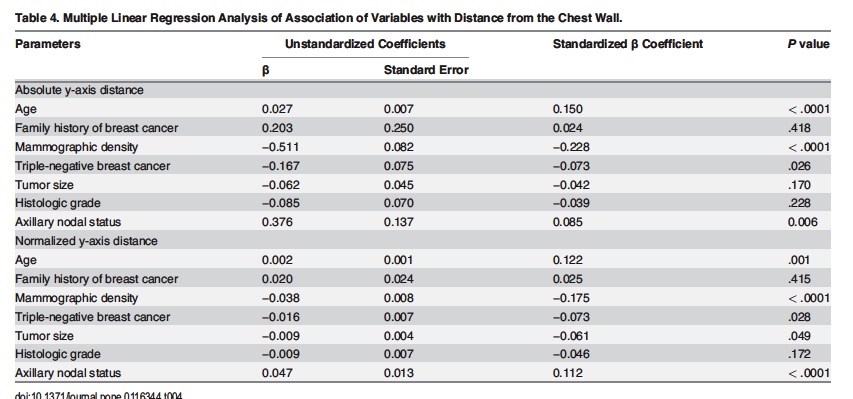 Table 4. Multiple Linear Regression Analysis of Association of Variables with Distance from the Chest Wall.
Parameters Unstandardized Coefficients Standardized β Coefficient P value
β Standard Error
Absolute y-axis distance
Age 0.027 0.007 0.150 < .0001
Family history of breast cancer 0.203 0.250 0.024 .418
Mammographic density −0.511 0.082 −0.228 < .0001
Triple-negative breast cancer −0.167 0.075 −0.073 .026
Tumor size −0.062 0.045 −0.042 .170
Histologic grade −0.085 0.070 −0.039 .228
Axillary nodal status 0.376 0.137 0.085 0.006
Normalized y-axis distance
Age 0.002 0.001 0.122 .001
Family history of breast cancer 0.020 0.024 0.025 .415
Mammographic density −0.038 0.008 −0.175 < .0001
Triple-negative breast cancer −0.016 0.007 −0.073 .028
Tumor size −0.009 0.004 −0.061 .049
Histologic grade −0.009 0.007 −0.046 .172
Axillary nodal status 0.047 0.013 0.112 < .0001
doi:10.1371/journal.pone.0116344.t004